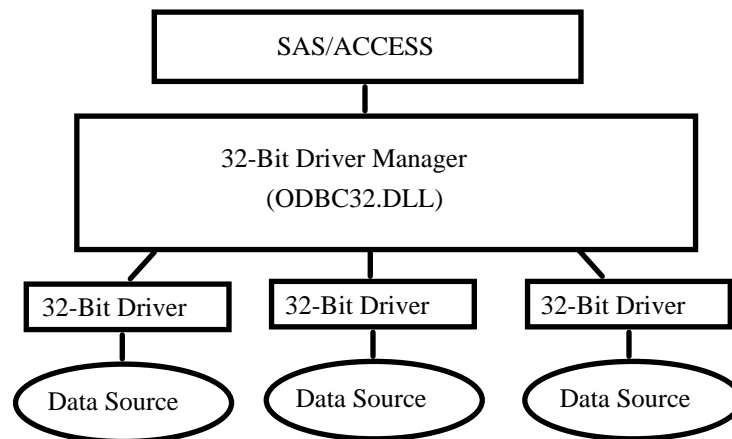 SAS/ACCESS
32-Bit Driver Manager
(ODBC32.DLL)
32-Bit Driver
32-Bit Driver
32-Bit Driver
Data Source
Data Source
Data Source